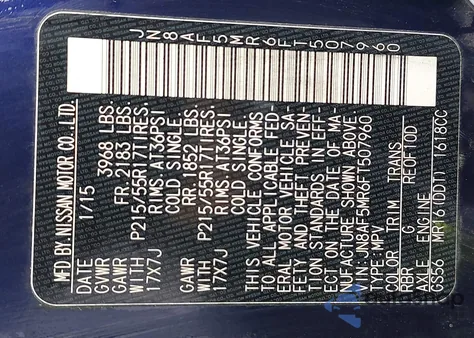 JN8AF5MR6FT507960
MFD BY NISSAN MOTOR CO., LTD.
DATE 1/15
GVWR 3968 LBS.
GAWR FR. 2183 LBS.
WITH P215/55R17TIRES.
17X7J RIMS: AT36PSI
COLD SINGLE.
GAWR RR. 1852 LBS.
WITH P215/55R17TIRES.
17X7J RIMS: AT36PSI
COLD SINGLE.
THIS VEHICLE CONFORMS
TO ALL APPLICABLE FED-
ERAL MOTOR VEHICLE SA-
FETY AND THEFT PREVEN-
TION STANDARDS IN EFF-
ECT ON THE DATE OF MA-
NUFACTURE SHOWN ABOVE.
VIN:JN8AF5MR6FT507960
TYPE:MPV
COLOR TRIM TRANS
RBR G RE0F10D
AXLE ENGINE
GS56 MR16(DDT) 1618CC
autoshop